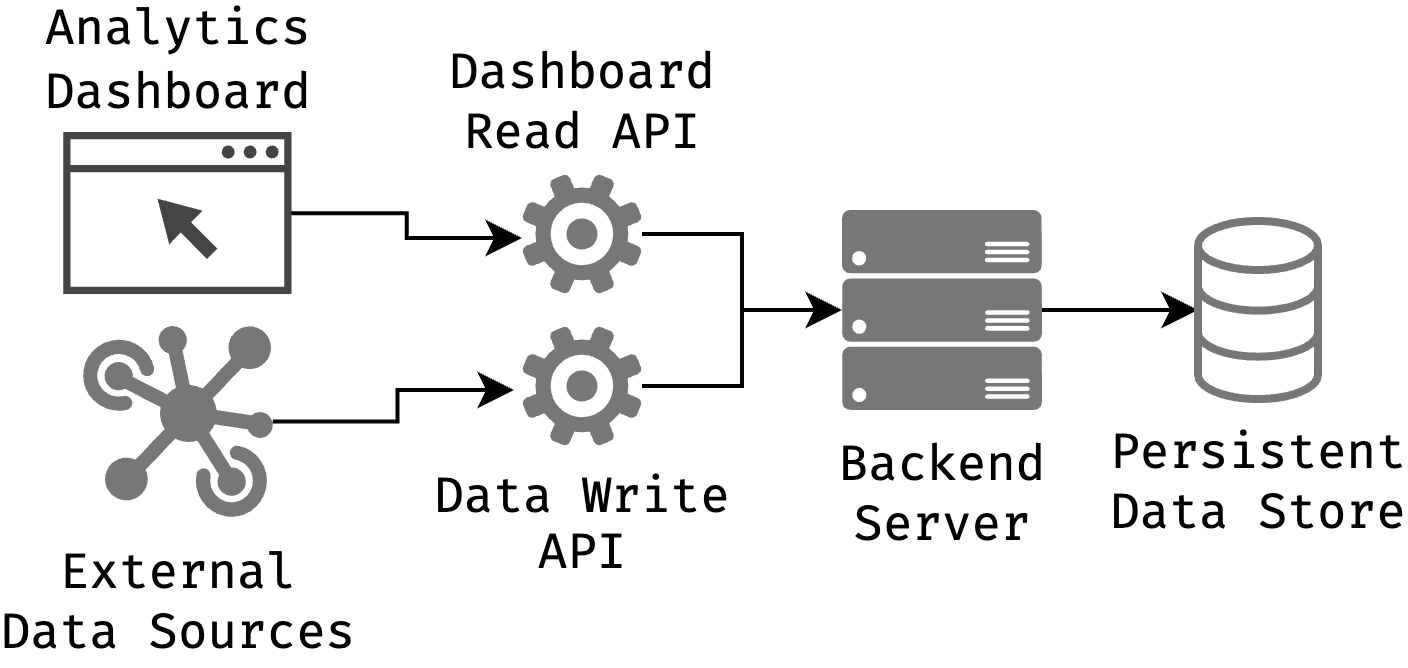 Analytics
Dashboard
Dashboard
Read API
Data Write
API
External
Data Sources
Backend
Server
Persistent
Data Store